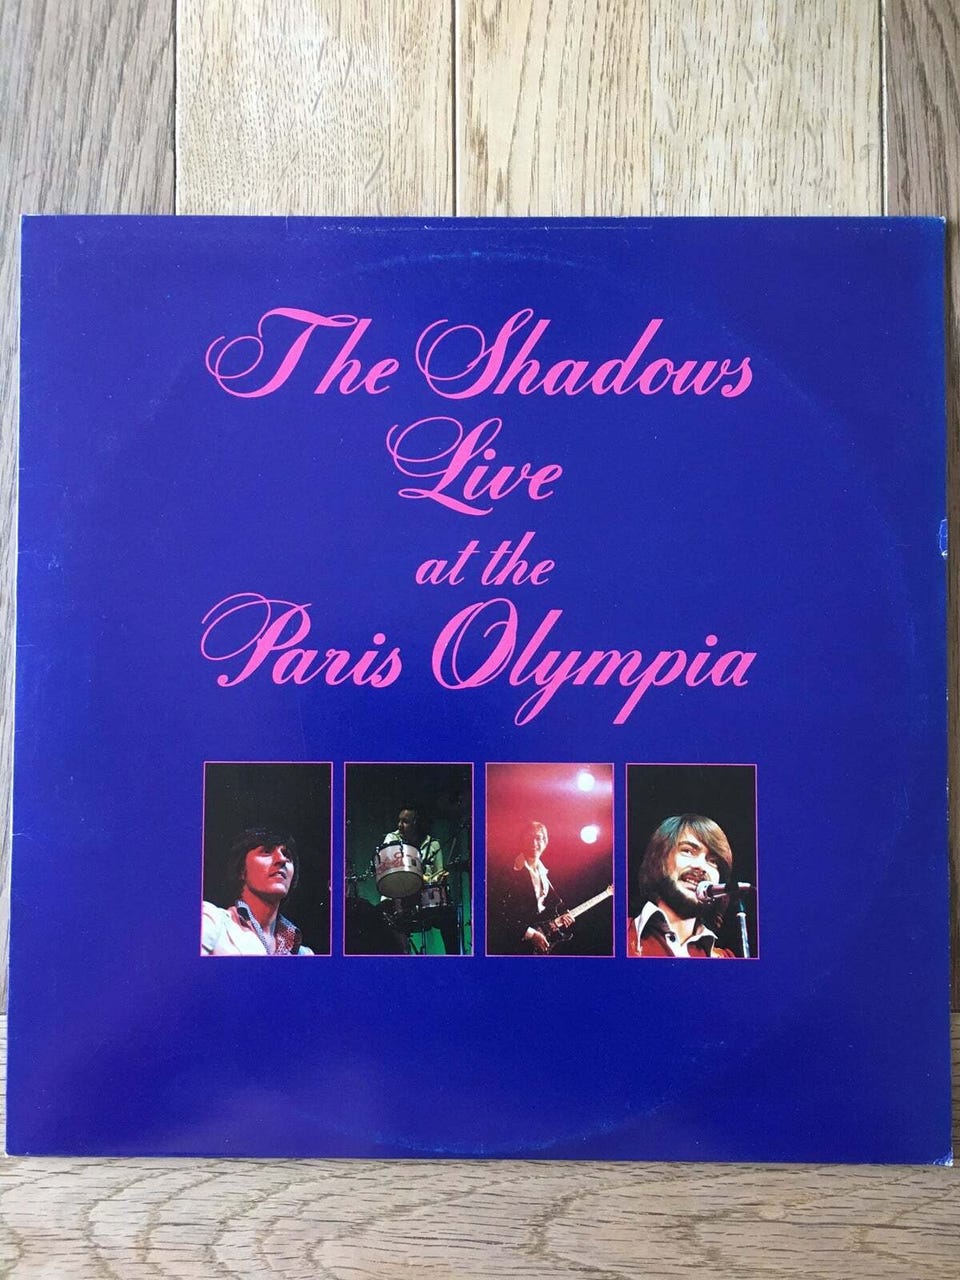 The Shadows
Live
at the
Paris Olympia